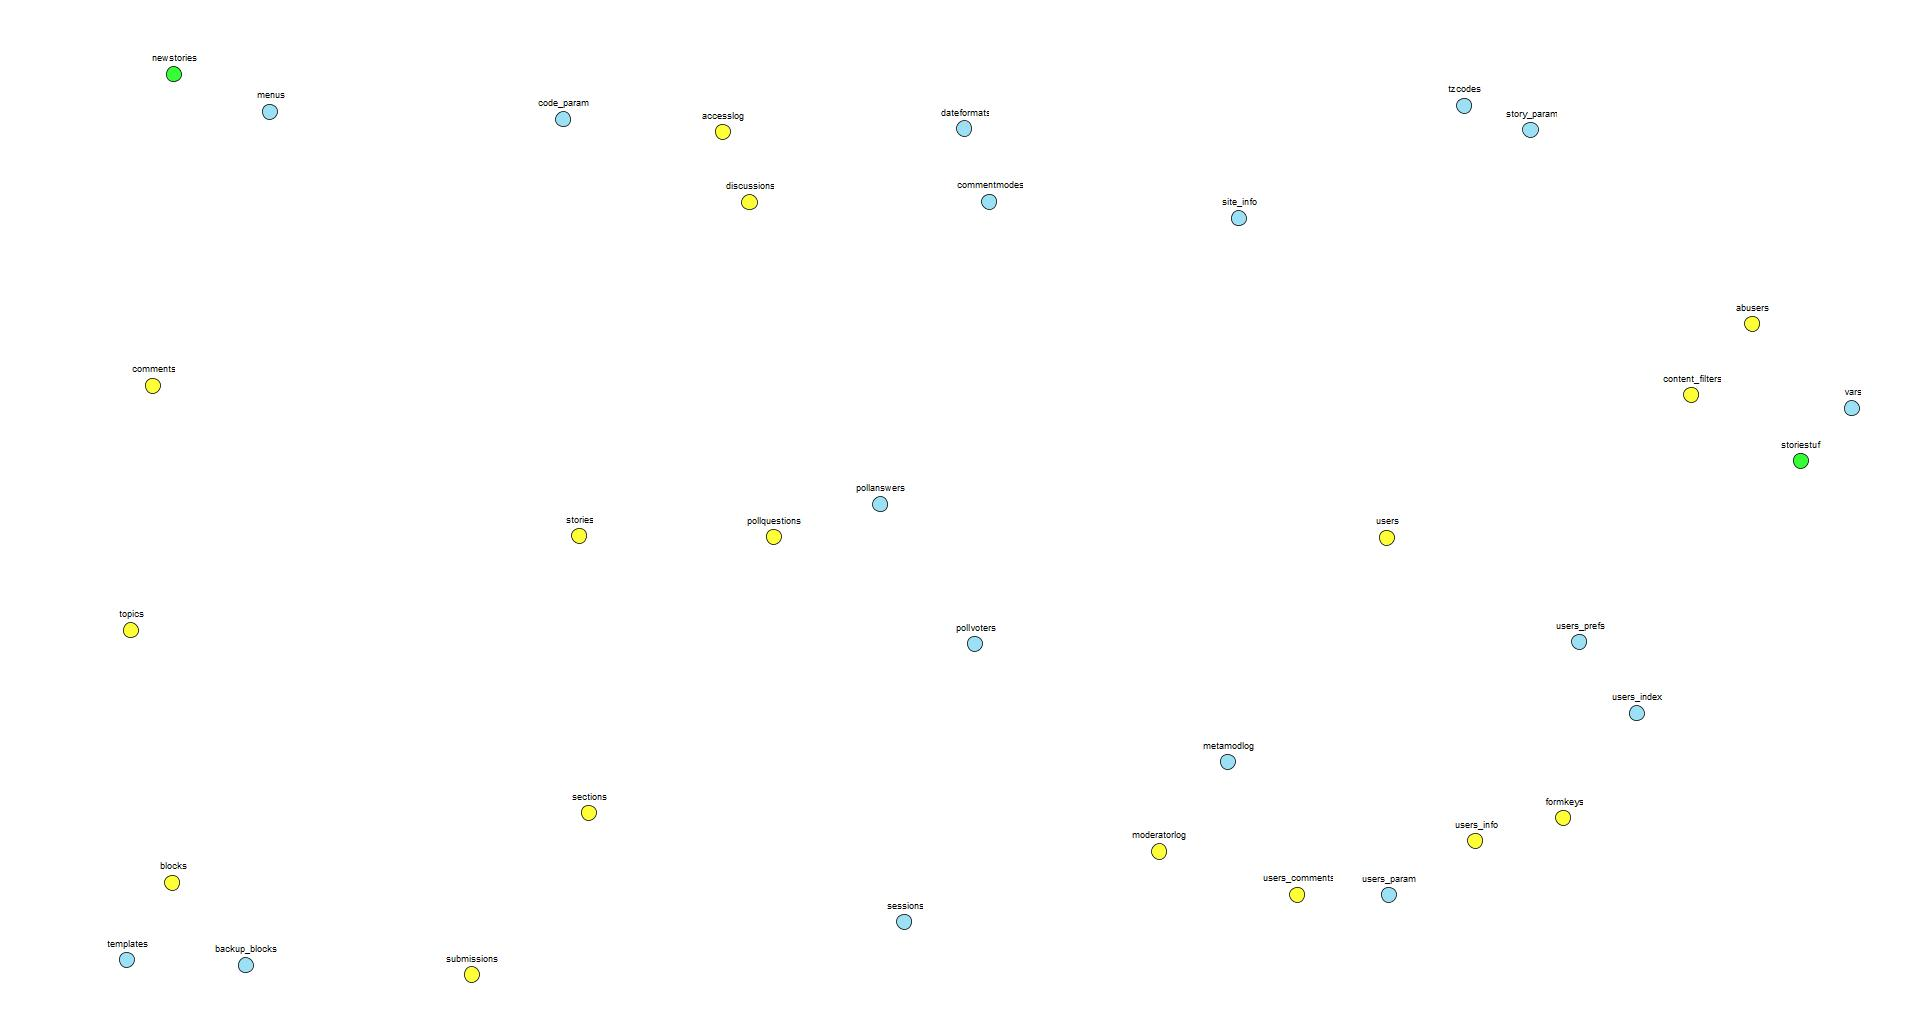 newstories
menus
code_param
accesslog
dateformats
tzcodes
story_param
discussions
commentmodes
site_info
abusers
comments
content_filters
vars
storiestuf
pollanswers
stories
pollquestions
users
topics
pollvoters
users_prefs
users_index
metamodlog
sections
formkeys
users_info
moderatorlog
blocks
users_comments
users_param
sessions
templates
backup_blocks
submissions